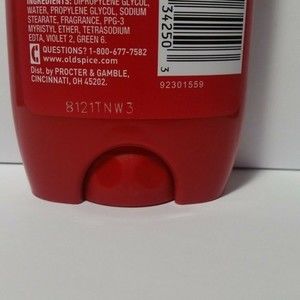 INGREDIENTS: DIPROPYLENE GLYCOL,
WATER, PROPYLENE GLYCOL, SODIUM
STEARATE, FRAGRANCE, PPG-3
MYRISTYL ETHER, TETRASODIUM
EDTA, VIOLET 2, GREEN 6.
QUESTIONS? 1-800-677-7582
www.oldspice.com
Dist. by PROCTER & GAMBLE,
CINCINNATI, OH 45202.
34250
3
92301559
8121TNW3